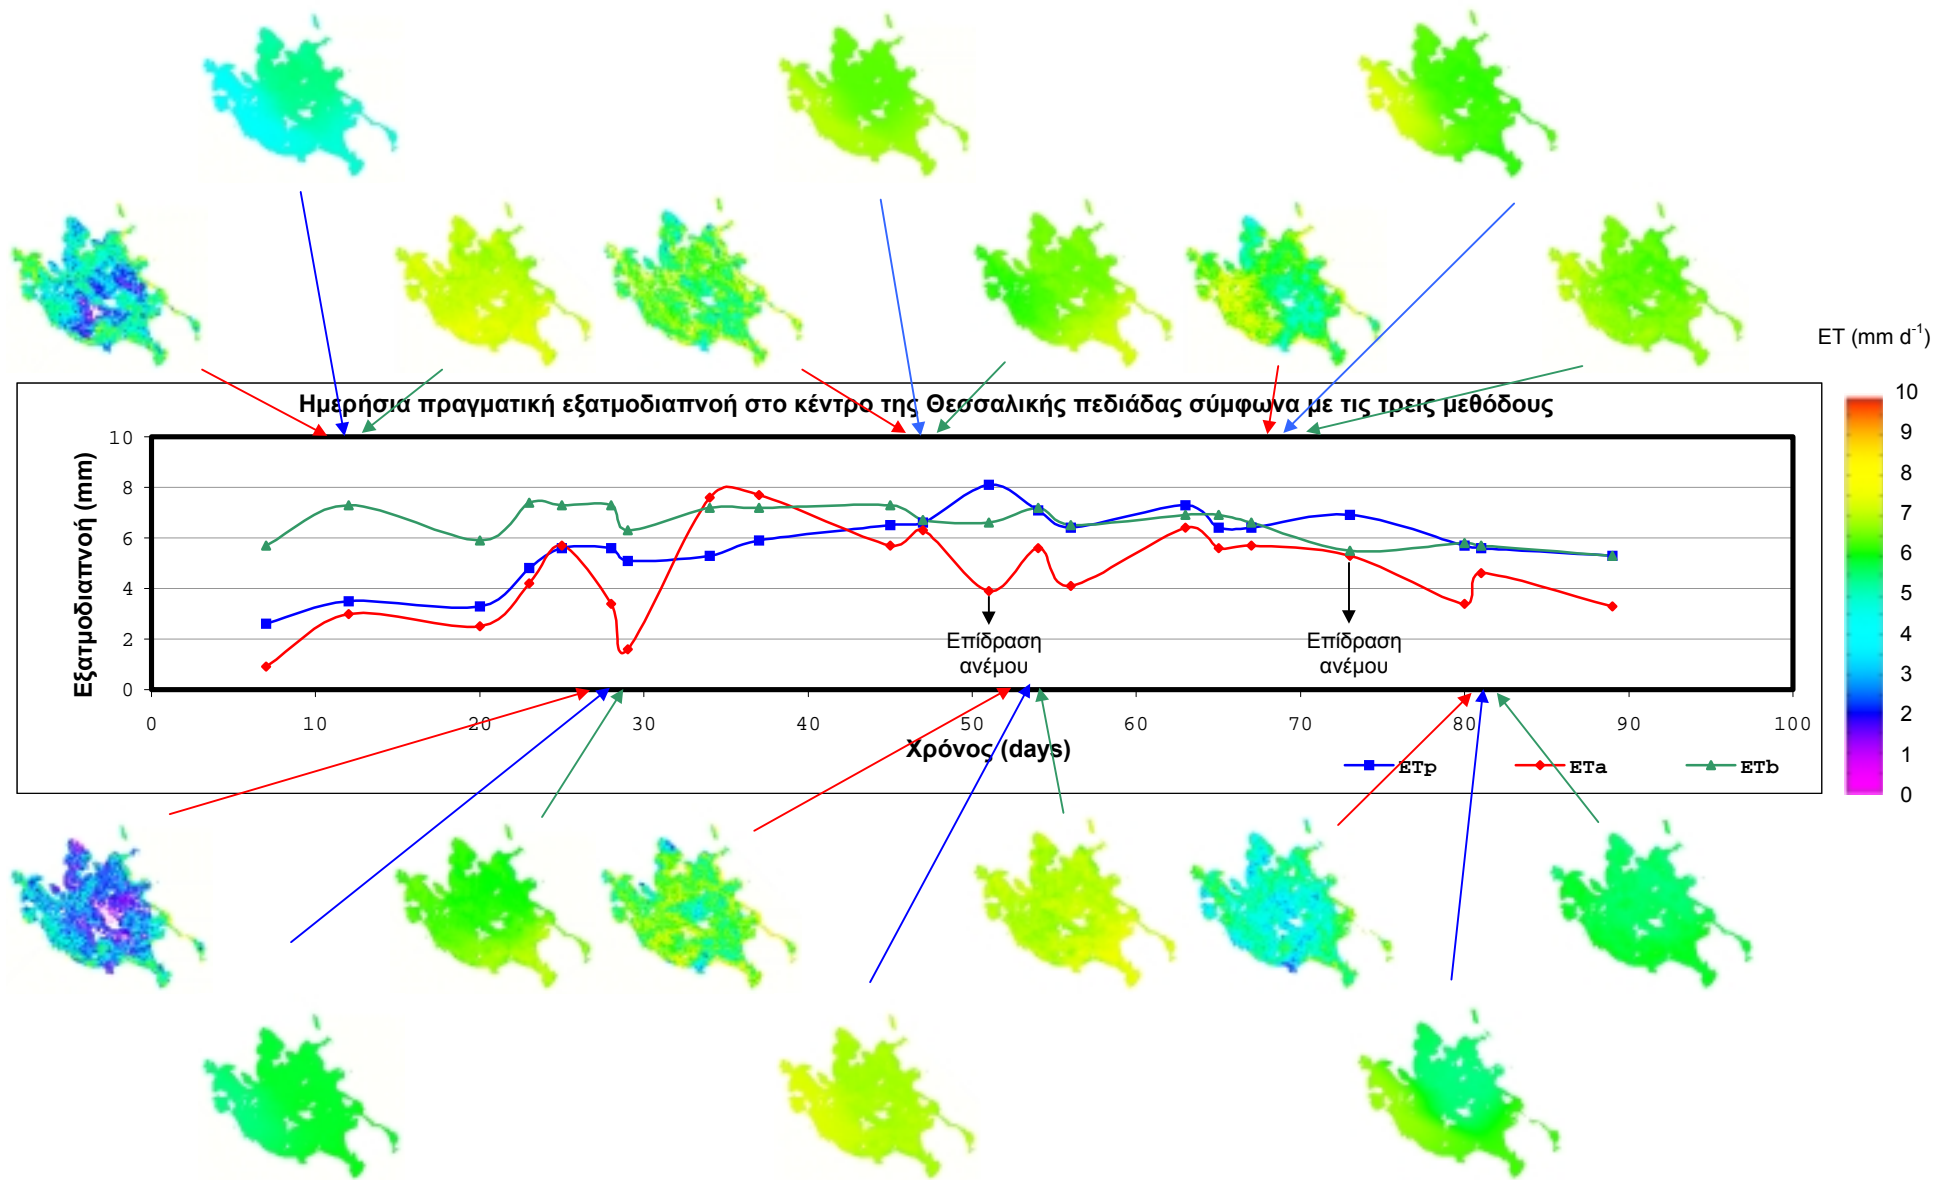 ET (mm d⁻¹)
Ημερήσια πραγματική εξατμοδιαπνοή στο κέντρο της Θεσσαλικής πεδιάδας σύμφωνα με τις τρεις μεθόδους
Εξατμοδιαπνοή (mm)
10
8
6
4
2
0
Επίδραση
ανέμου
Επίδραση
ανέμου
0 10 20 30 40 50 60 70 80 90 100
Χρόνος (days)
ETp ETa ETb
10
9
8
7
6
5
4
3
2
1
0